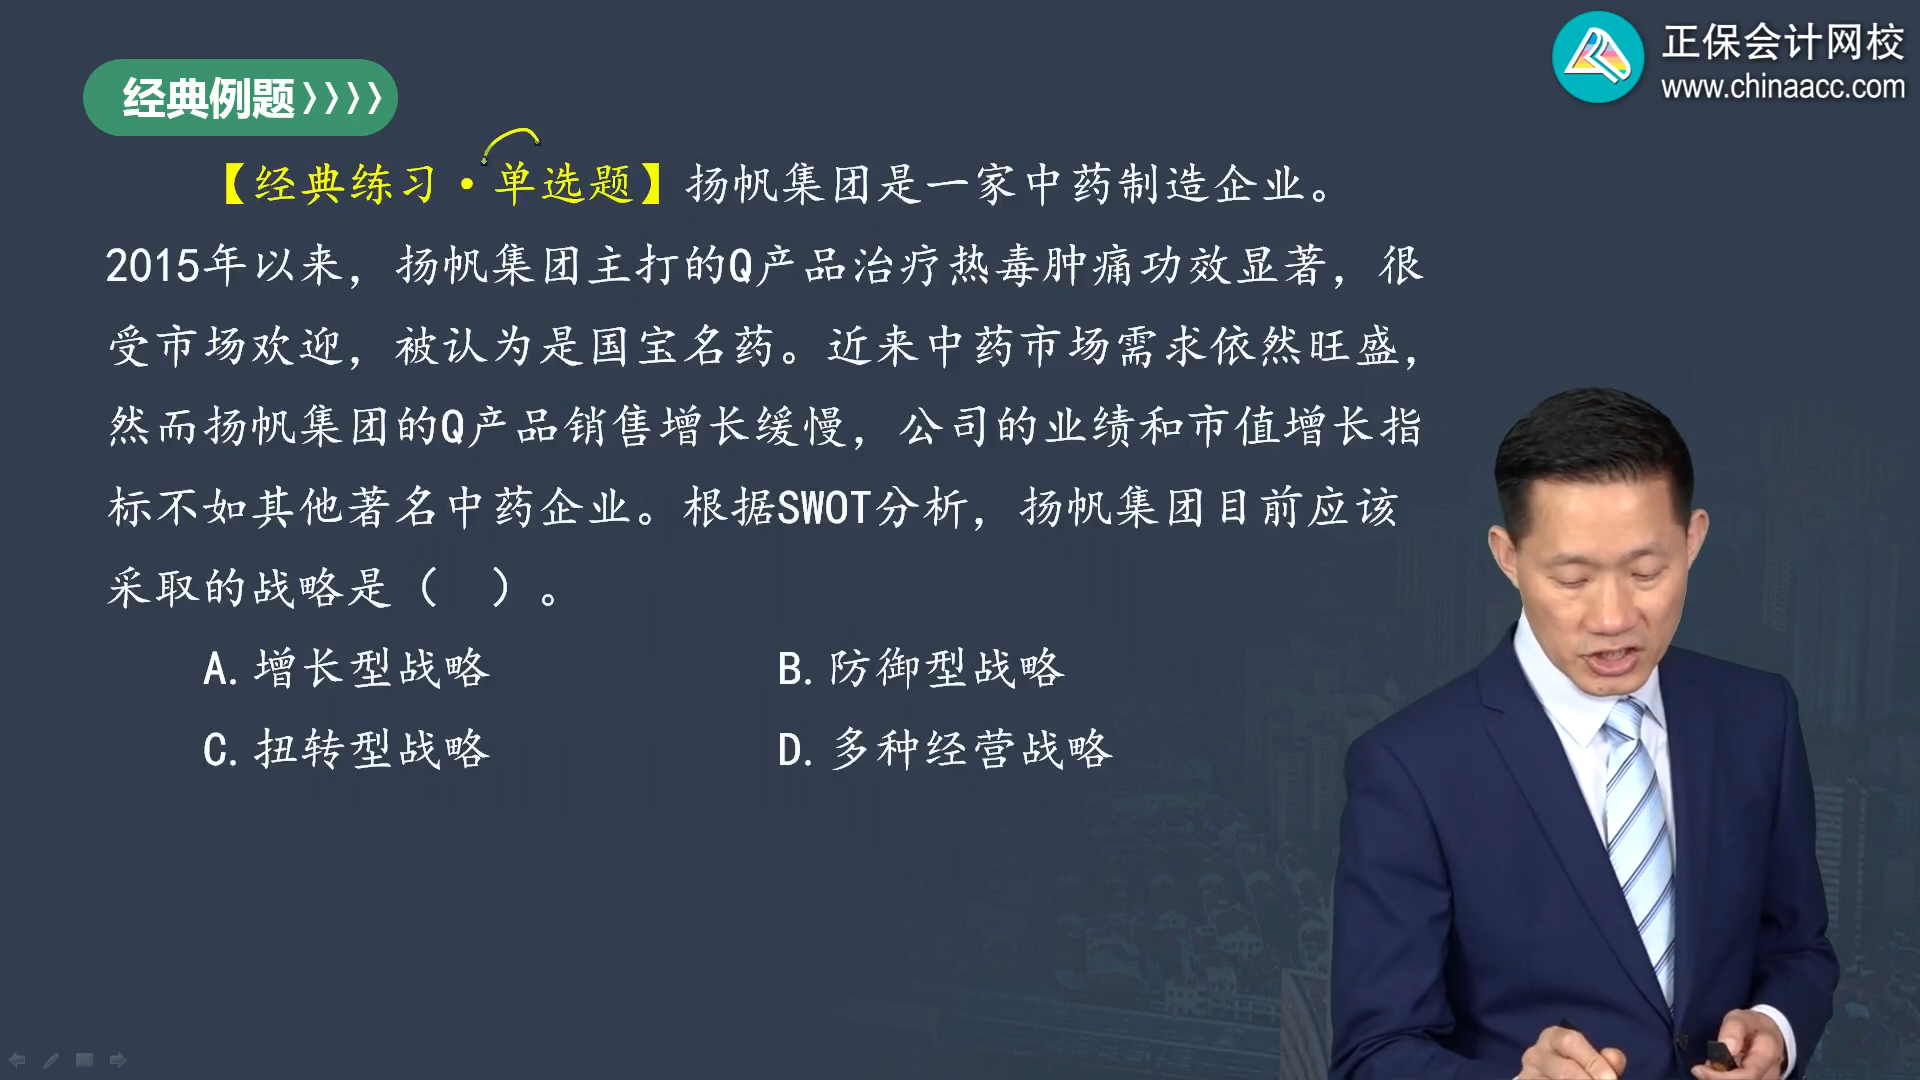 正保会计网校
www.chinaacc.com
经典例题
【经典练习·单选题】扬帆集团是一家中药制造企业。
2015年以来，扬帆集团主打的Q产品治疗热毒肿痛功效显著，很
受市场欢迎，被认为是国宝名药。近来中药市场需求依然旺盛，
然而扬帆集团的Q产品销售增长缓慢，公司的业绩和市值增长指
标不如其他著名中药企业。根据SWOT分析，扬帆集团目前应该
采取的战略是（ ）。
A.增长型战略 B.防御型战略
C.扭转型战略 D.多种经营战略